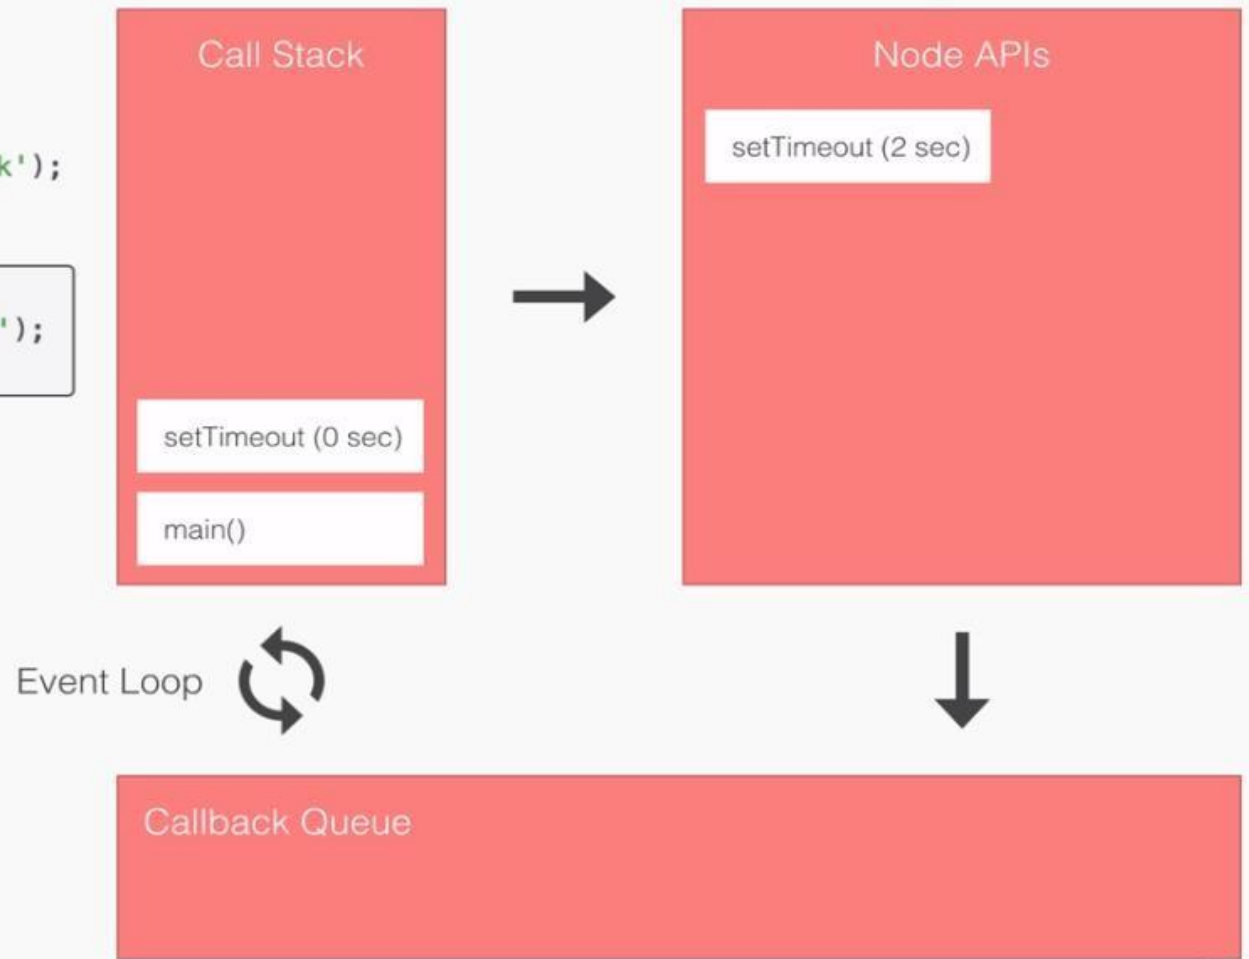 Call Stack
Node APIs
k');
setTimeout (2 sec)
');
setTimeout (0 sec)
main()
Event Loop
Callback Queue